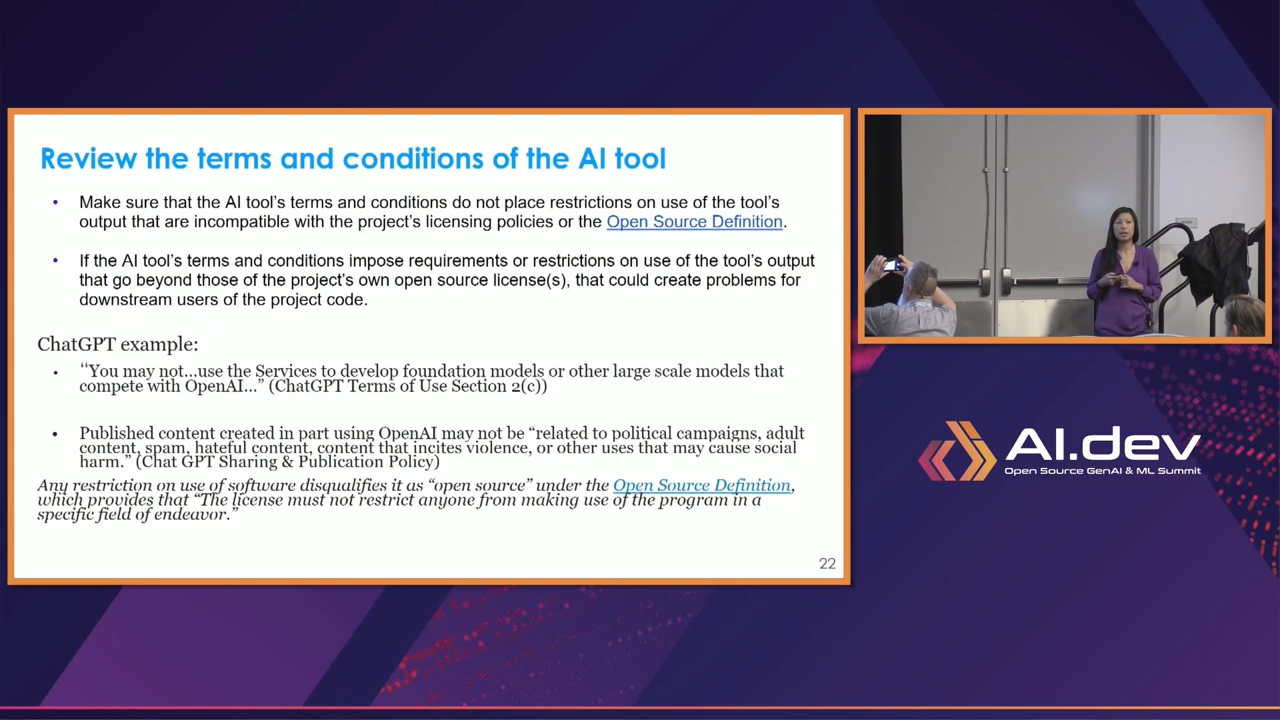 Review the terms and conditions of the AI tool
• Make sure that the AI tool's terms and conditions do not place restrictions on use of the tool's
output that are incompatible with the project's licensing policies or the Open Source Definition.
• If the AI tool's terms and conditions impose requirements or restrictions on use of the tool's output
that go beyond those of the project's own open source license(s), that could create problems for
downstream users of the project code.
ChatGPT example:
• “You may not…use the Services to develop foundation models or other large scale models that
compete with OpenAI…” (ChatGPT Terms of Use Section 2(c))
• Published content created in part using OpenAI may not be “related to political campaigns, adult
content, spam, hateful content, content that incites violence, or other uses that may cause social
harm.” (Chat GPT Sharing & Publication Policy)
Any restriction on use of software disqualifies it as “open source” under the Open Source Definition,
which provides that “The license must not restrict anyone from making use of the program in a
specific field of endeavor.”
22
AI.dev
Open Source GenAI & ML Summit